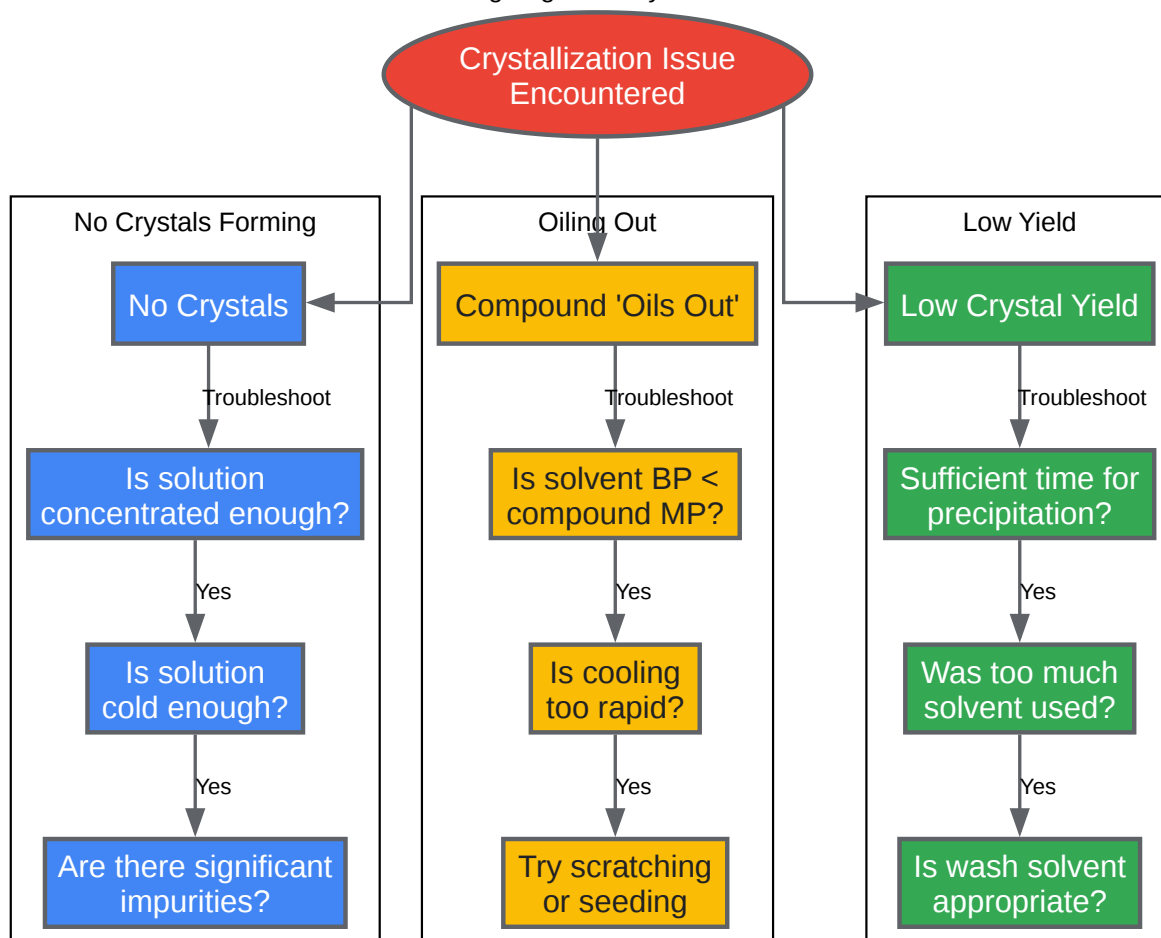 Crystallization Issue
Encountered
No Crystals Forming
Oiling Out
Low Yield
No Crystals
Compound 'Oils Out'
Low Crystal Yield
Troubleshoot
Troubleshoot
Troubleshoot
Is solution
concentrated enough?
Is solvent BP <
compound MP?
Sufficient time for
precipitation?
Yes
Yes
Yes
Is solution
cold enough?
Is cooling
too rapid?
Was too much
solvent used?
Yes
Yes
Yes
Are there significant
impurities?
Try scratching
or seeding
Is wash solvent
appropriate?